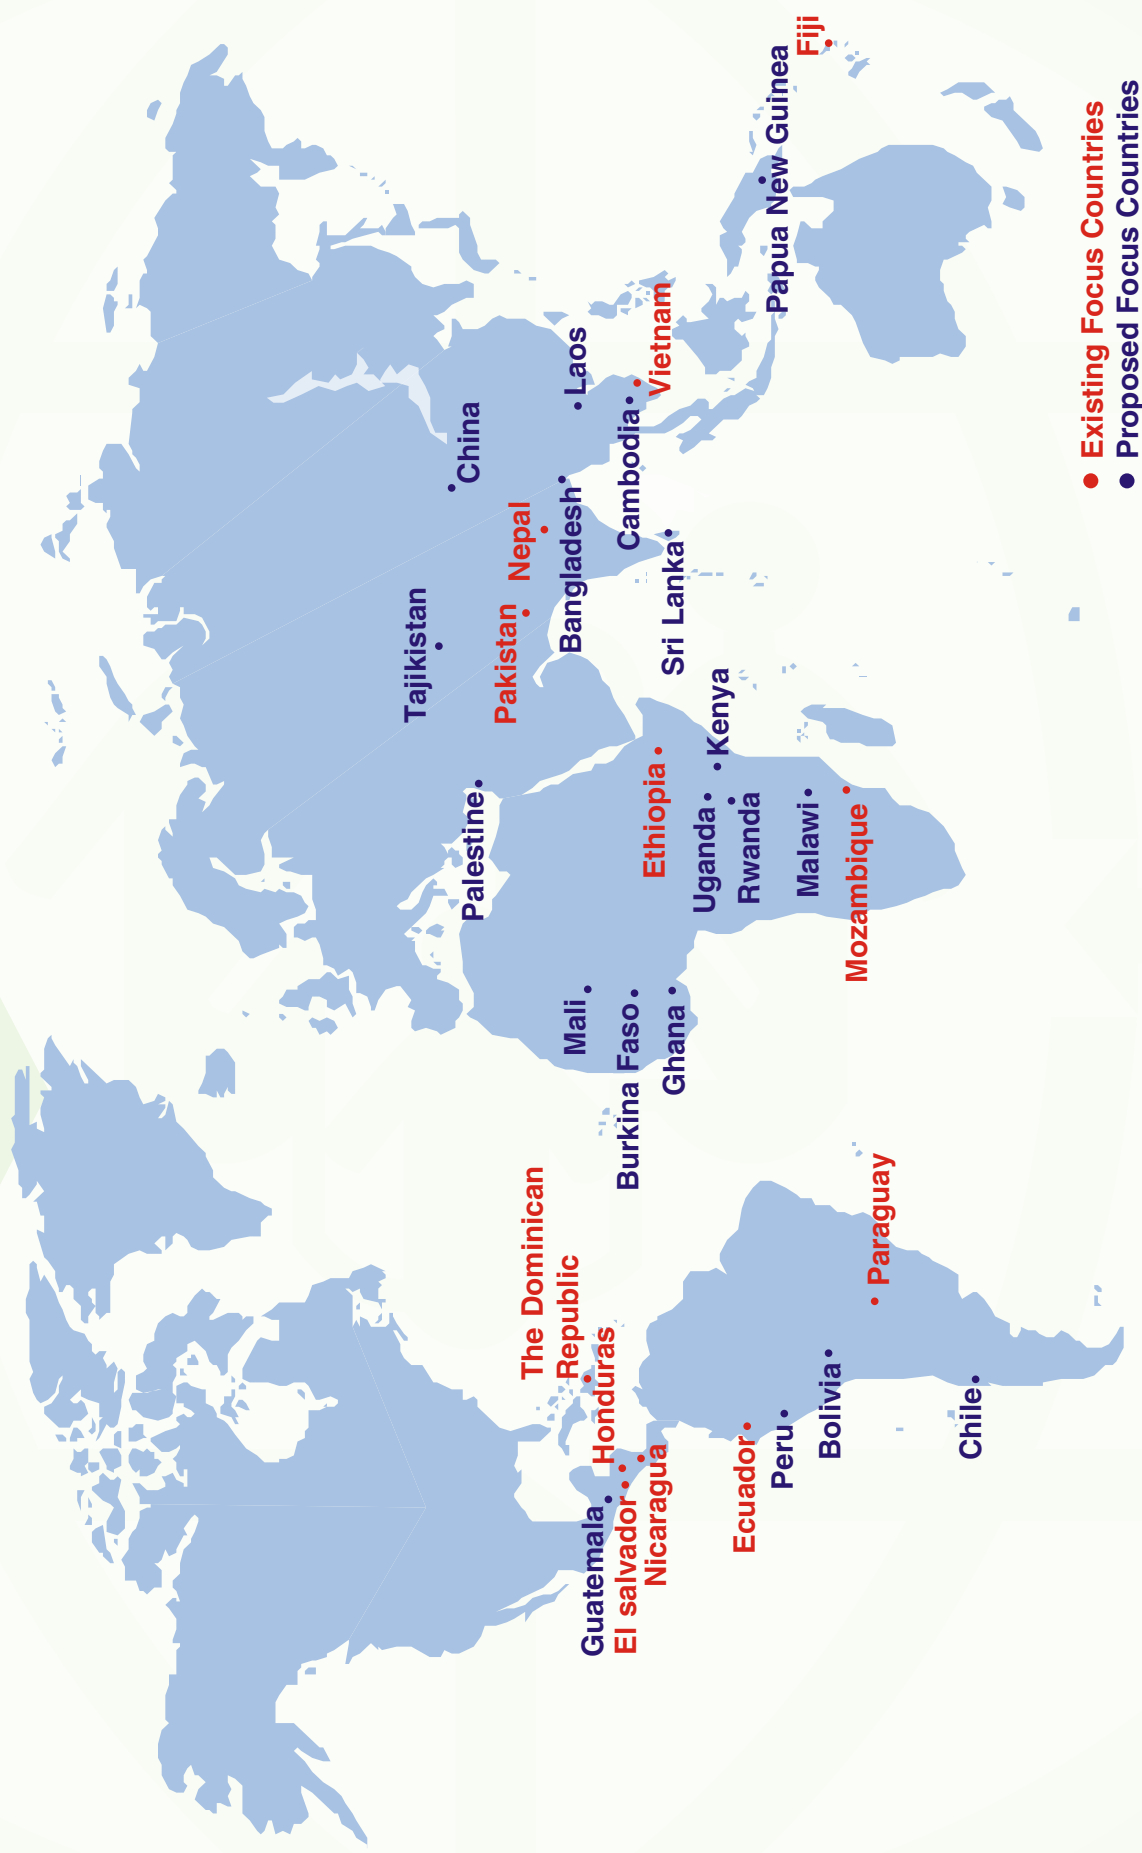 Fiji
Papua New Guinea
Laos
Vietnam
China
Cambodia
Nepal
Bangladesh
Sri Lanka
Tajikistan
Pakistan
Palestine
Kenya
Ethiopia
Uganda
Rwanda
Malawi
Mozambique
Mali
Burkina Faso
Ghana
The Dominican
Republic
Honduras
Guatemala
El salvador
Nicaragua
Paraguay
Ecuador
Peru
Bolivia
Chile
Existing Focus Countries
Proposed Focus Countries